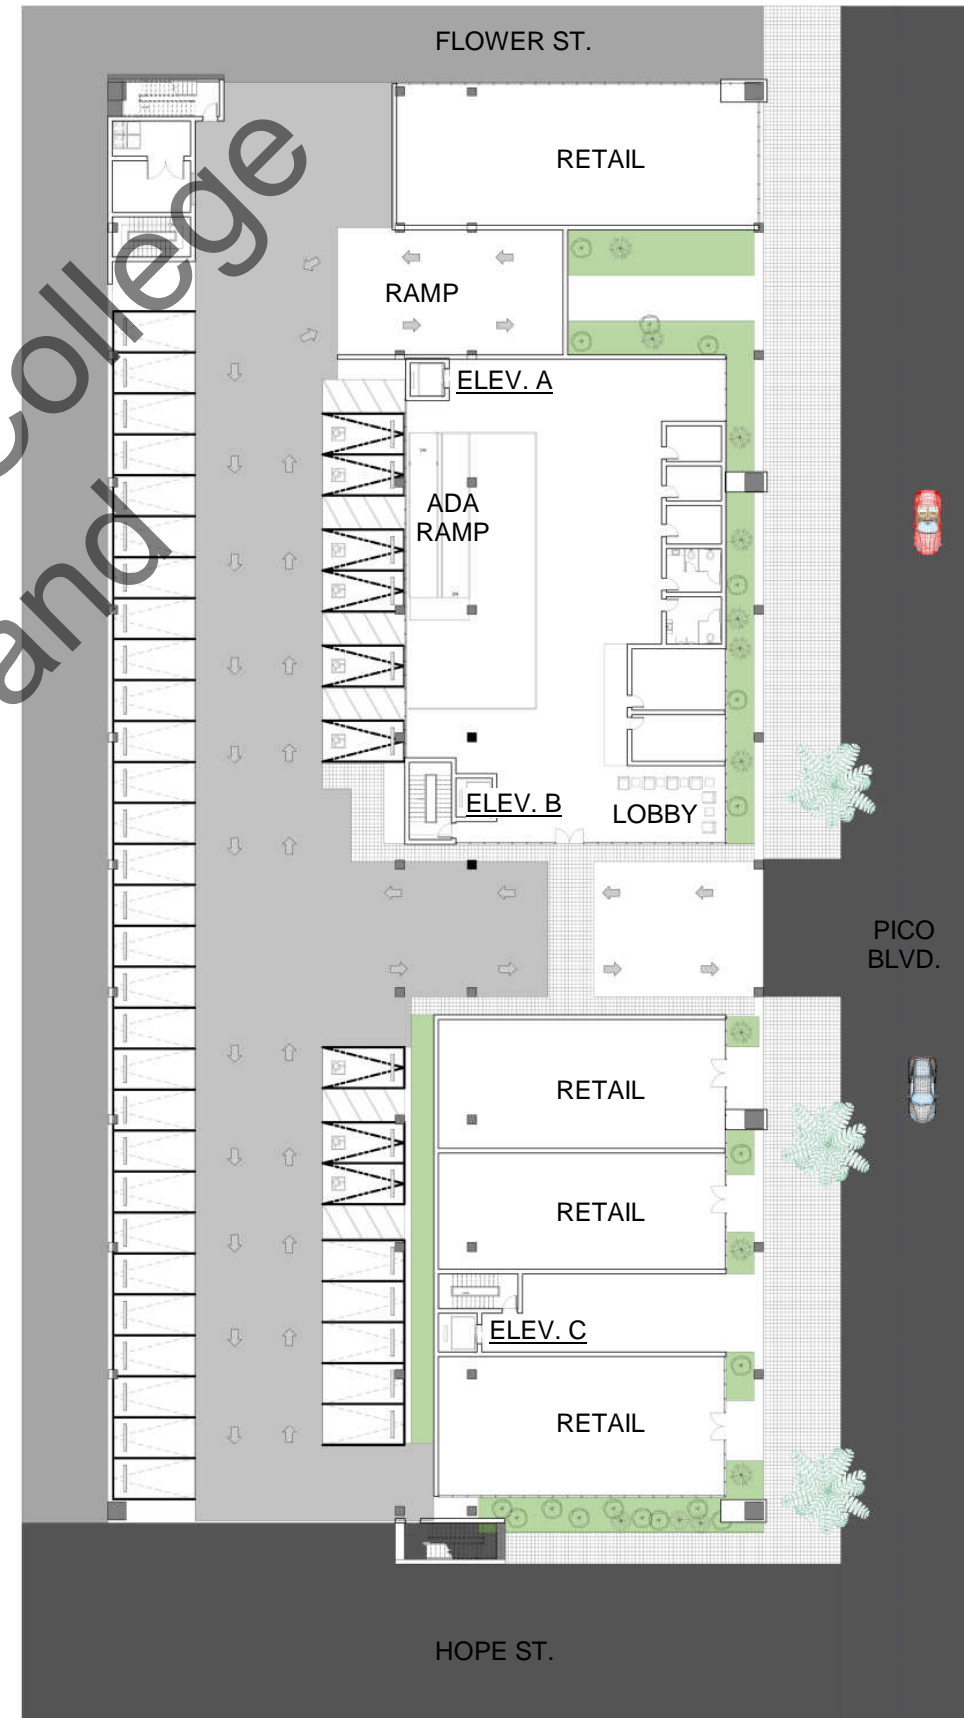 FLOWER ST.
RETAIL
College
RAMP
ELEV. A
and
ADA
RAMP
ELEV. B
LOBBY
PICO
BLVD.
RETAIL
RETAIL
ELEV. C
RETAIL
HOPE ST.